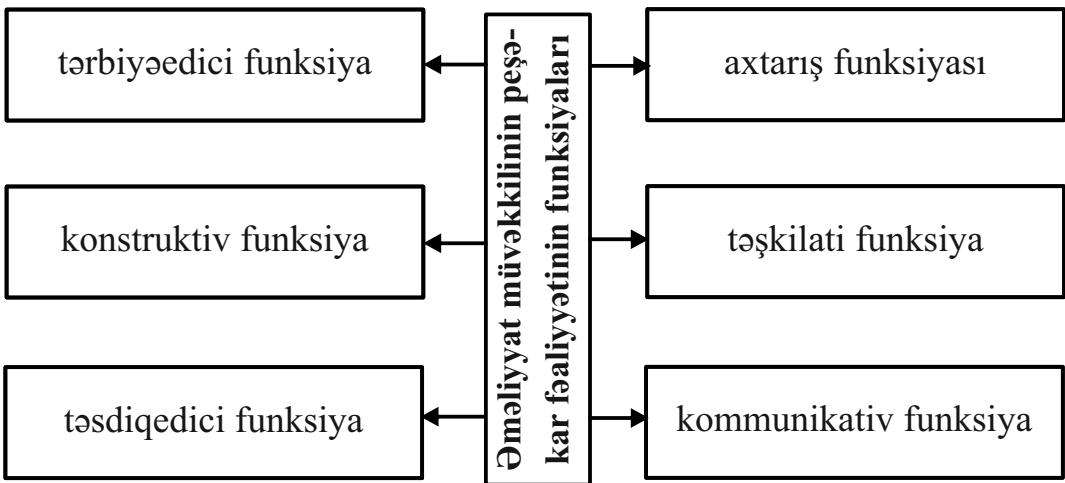 tərbiyəedici funksiya
konstruktiv funksiya
təsdiqedici funksiya
Əməliyyat müvəkkilinin peşə-
kar fəaliyyətinin funksiyaları
axtarış funksiyası
təşkilati funksiya
kommunikativ funksiya